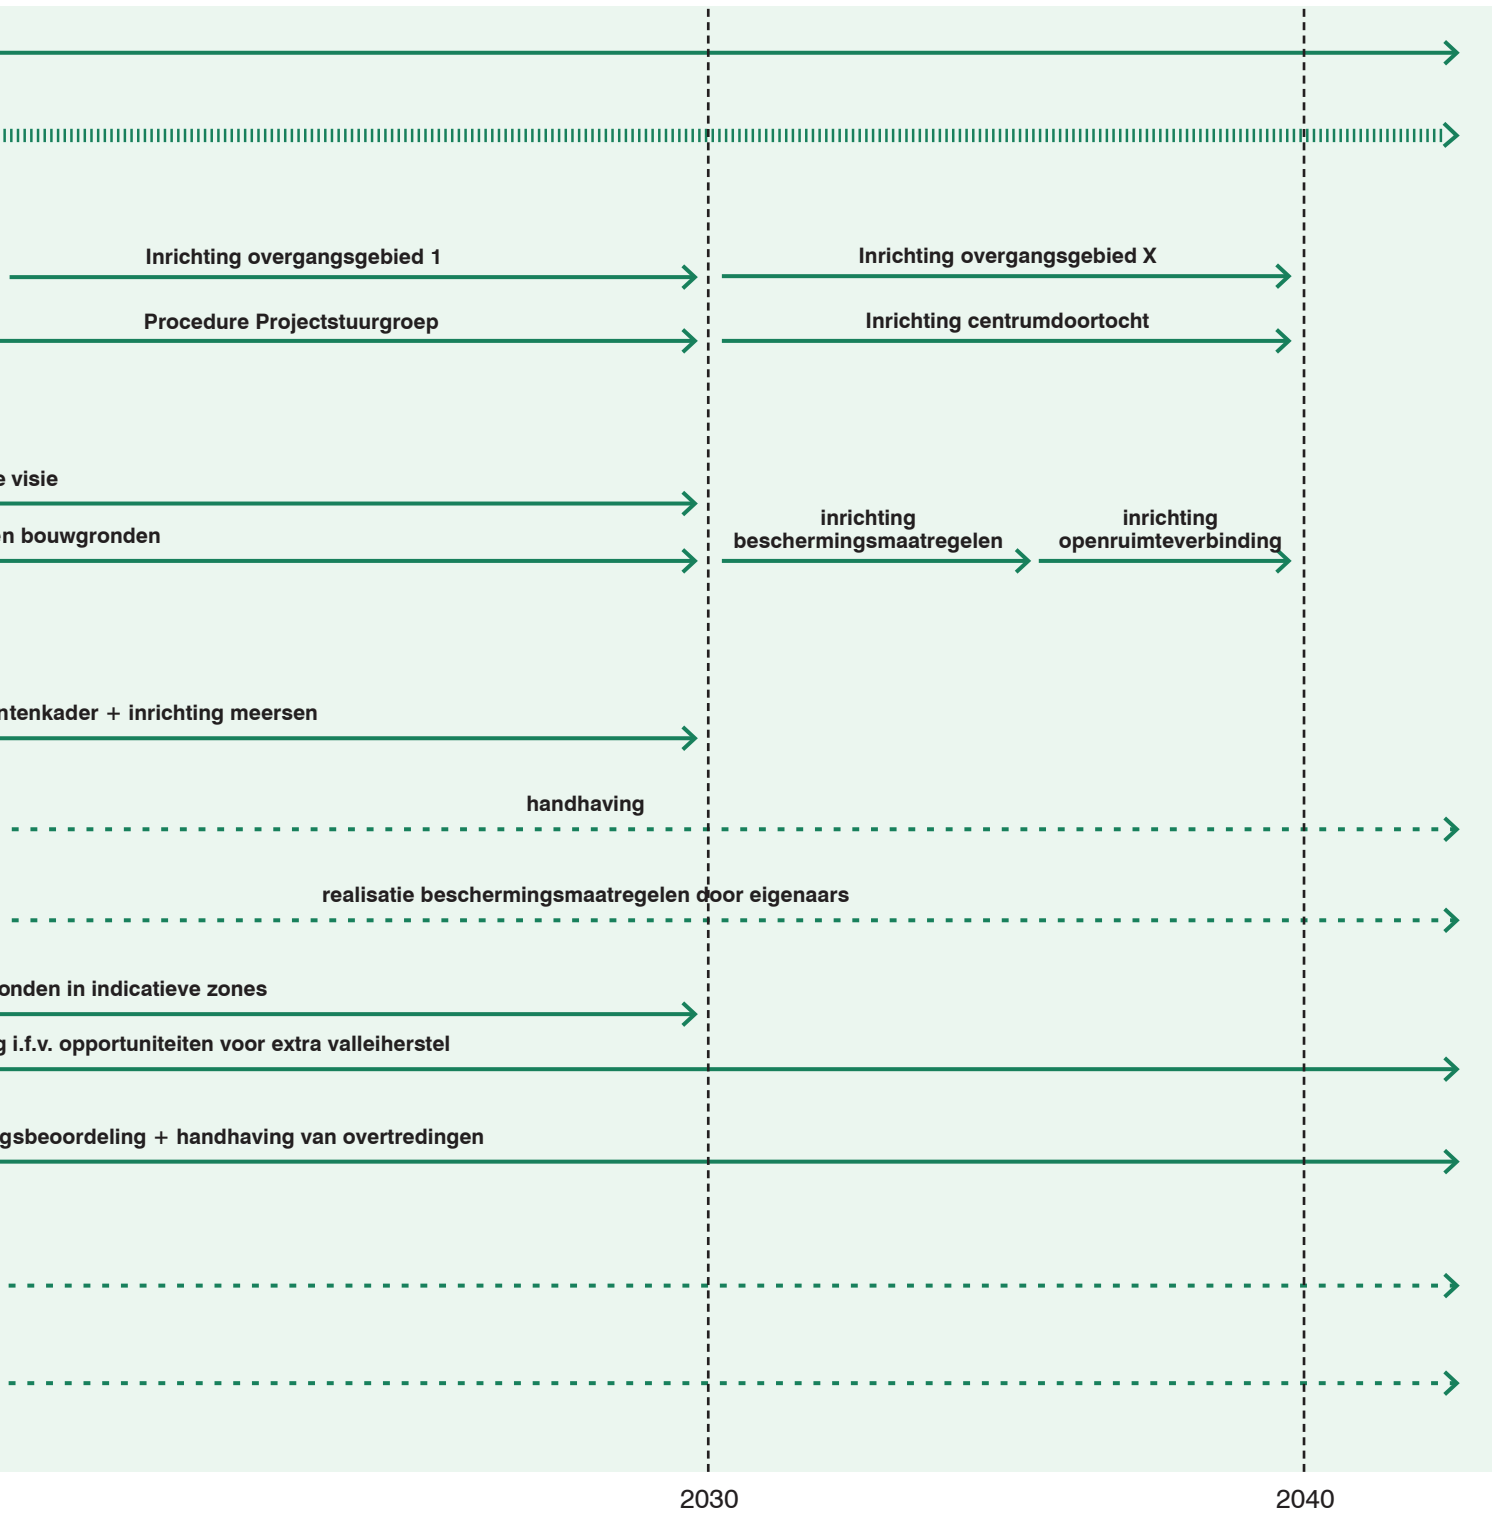 Inrichting overgangsgebied 1
Inrichting overgangsgebied X
Procedure Projectstuurgroep
Inrichting centrumdoortocht
e visie
en bouwgronden
inrichting
beschermingsmaatregelen
inrichting
openruimteverbinding
ntenkader + inrichting meersen
handhaving
realisatie beschermingsmaatregelen door eigenaars
onden in indicatieve zones
g i.f.v. opportuniteiten voor extra valleiherstel
gsbeoordeling + handhaving van overtredingen
2030
2040